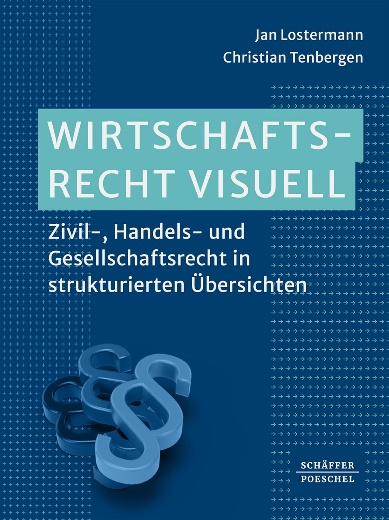 Jan Lostermann
Christian Tenbergen
WIRTSCHAFTS-
RECHT VISUELL
Zivil-, Handels- und
Gesellschaftsrecht in
strukturierten Übersichten
§§§§
SCHÄFFER
POESCHEL